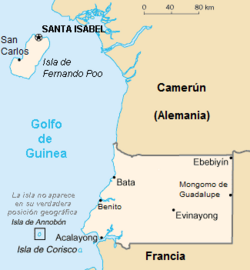 0 40 80 km
SANTA ISABEL
San
Carlos
Isla de
Fernando Poo
Camerún
(Alemania)
Golfo
de
Guinea
Ebebiyín
Bata
Mongomo de
Guadalupe
La isla no aparece
en su verdadera
posición geográfica
Isla de Annobón
Benito
Evinayong
Acalayong
Isla de Corisco
Francia